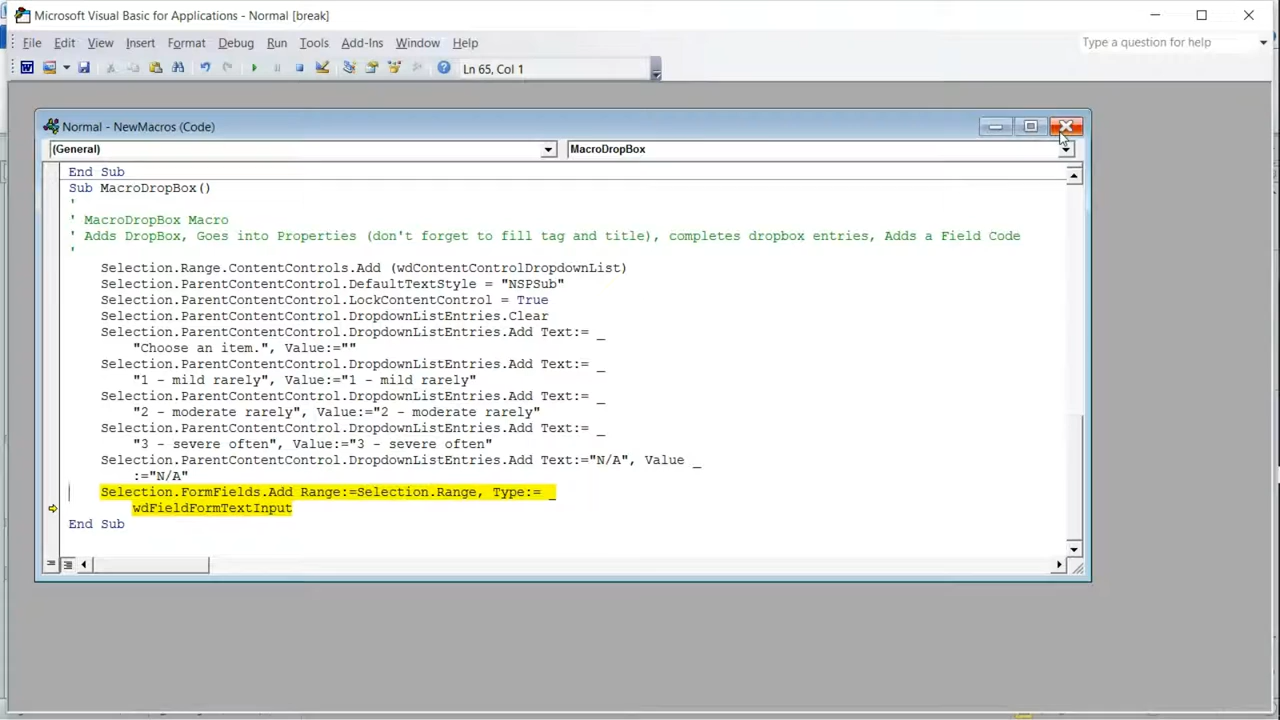 Microsoft Visual Basic for Applications - Normal [break]
File Edit View Insert Format Debug Run Tools Add-Ins Window Help
Type a question for help
Ln 65, Col 1
Normal - NewMacros (Code)
(General)
MacroDropBox
End Sub
Sub MacroDropBox()
'
' MacroDropBox Macro
' Adds DropBox, Goes into Properties (don't forget to fill tag and title), completes dropbox entries, Adds a Field Code
'
Selection.Range.ContentControls.Add (wdContentControlDropdownList)
Selection.ParentContentControl.DefaultTextStyle = "NSPSub"
Selection.ParentContentControl.LockContentControl = True
Selection.ParentContentControl.DropdownListEntries.Clear
Selection.ParentContentControl.DropdownListEntries.Add Text:= _
"Choose an item.", Value:=""
Selection.ParentContentControl.DropdownListEntries.Add Text:= _
"1 - mild rarely", Value:="1 - mild rarely"
Selection.ParentContentControl.DropdownListEntries.Add Text:= _
"2 - moderate rarely", Value:="2 - moderate rarely"
Selection.ParentContentControl.DropdownListEntries.Add Text:= _
"3 - severe often", Value:="3 - severe often"
Selection.ParentContentControl.DropdownListEntries.Add Text:="N/A", Value _
:="N/A"
Selection.FormFields.Add Range:=Selection.Range, Type:= _
wdFieldFormTextInput
End Sub